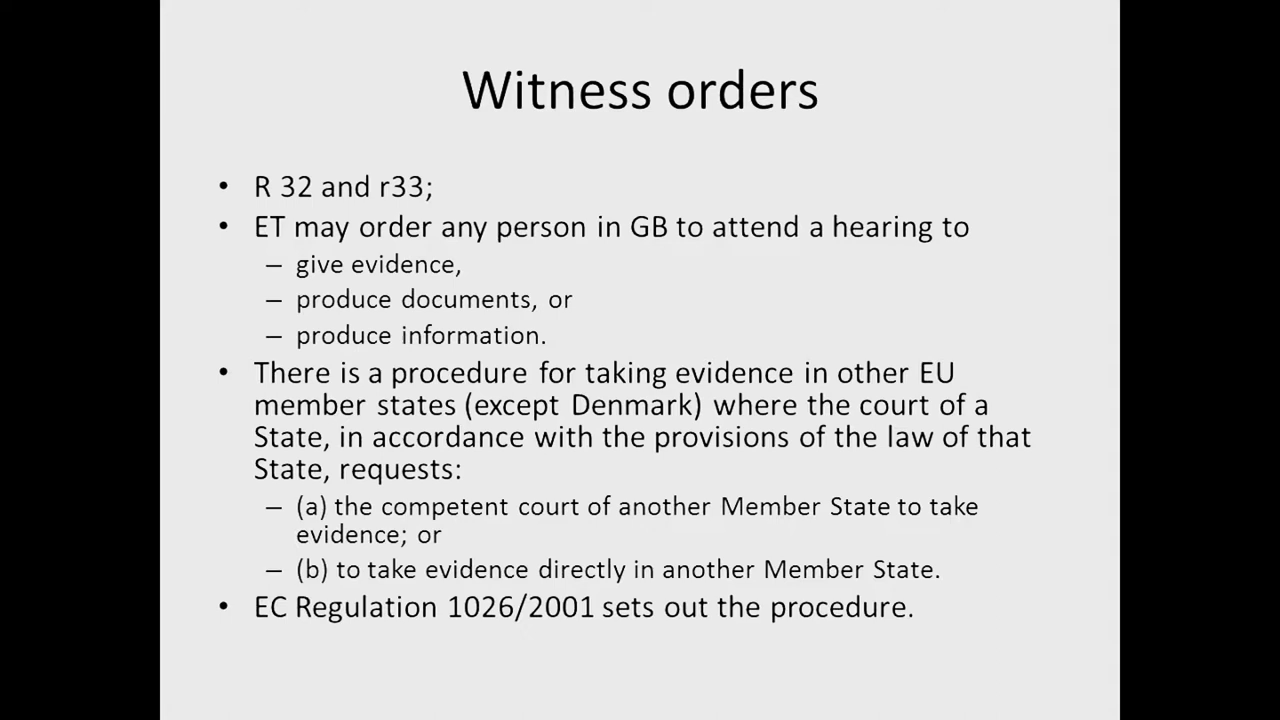 Witness orders
• R 32 and r33;
• ET may order any person in GB to attend a hearing to
– give evidence,
– produce documents, or
– produce information.
• There is a procedure for taking evidence in other EU
member states (except Denmark) where the court of a
State, in accordance with the provisions of the law of that
State, requests:
– (a) the competent court of another Member State to take
evidence; or
– (b) to take evidence directly in another Member State.
• EC Regulation 1026/2001 sets out the procedure.